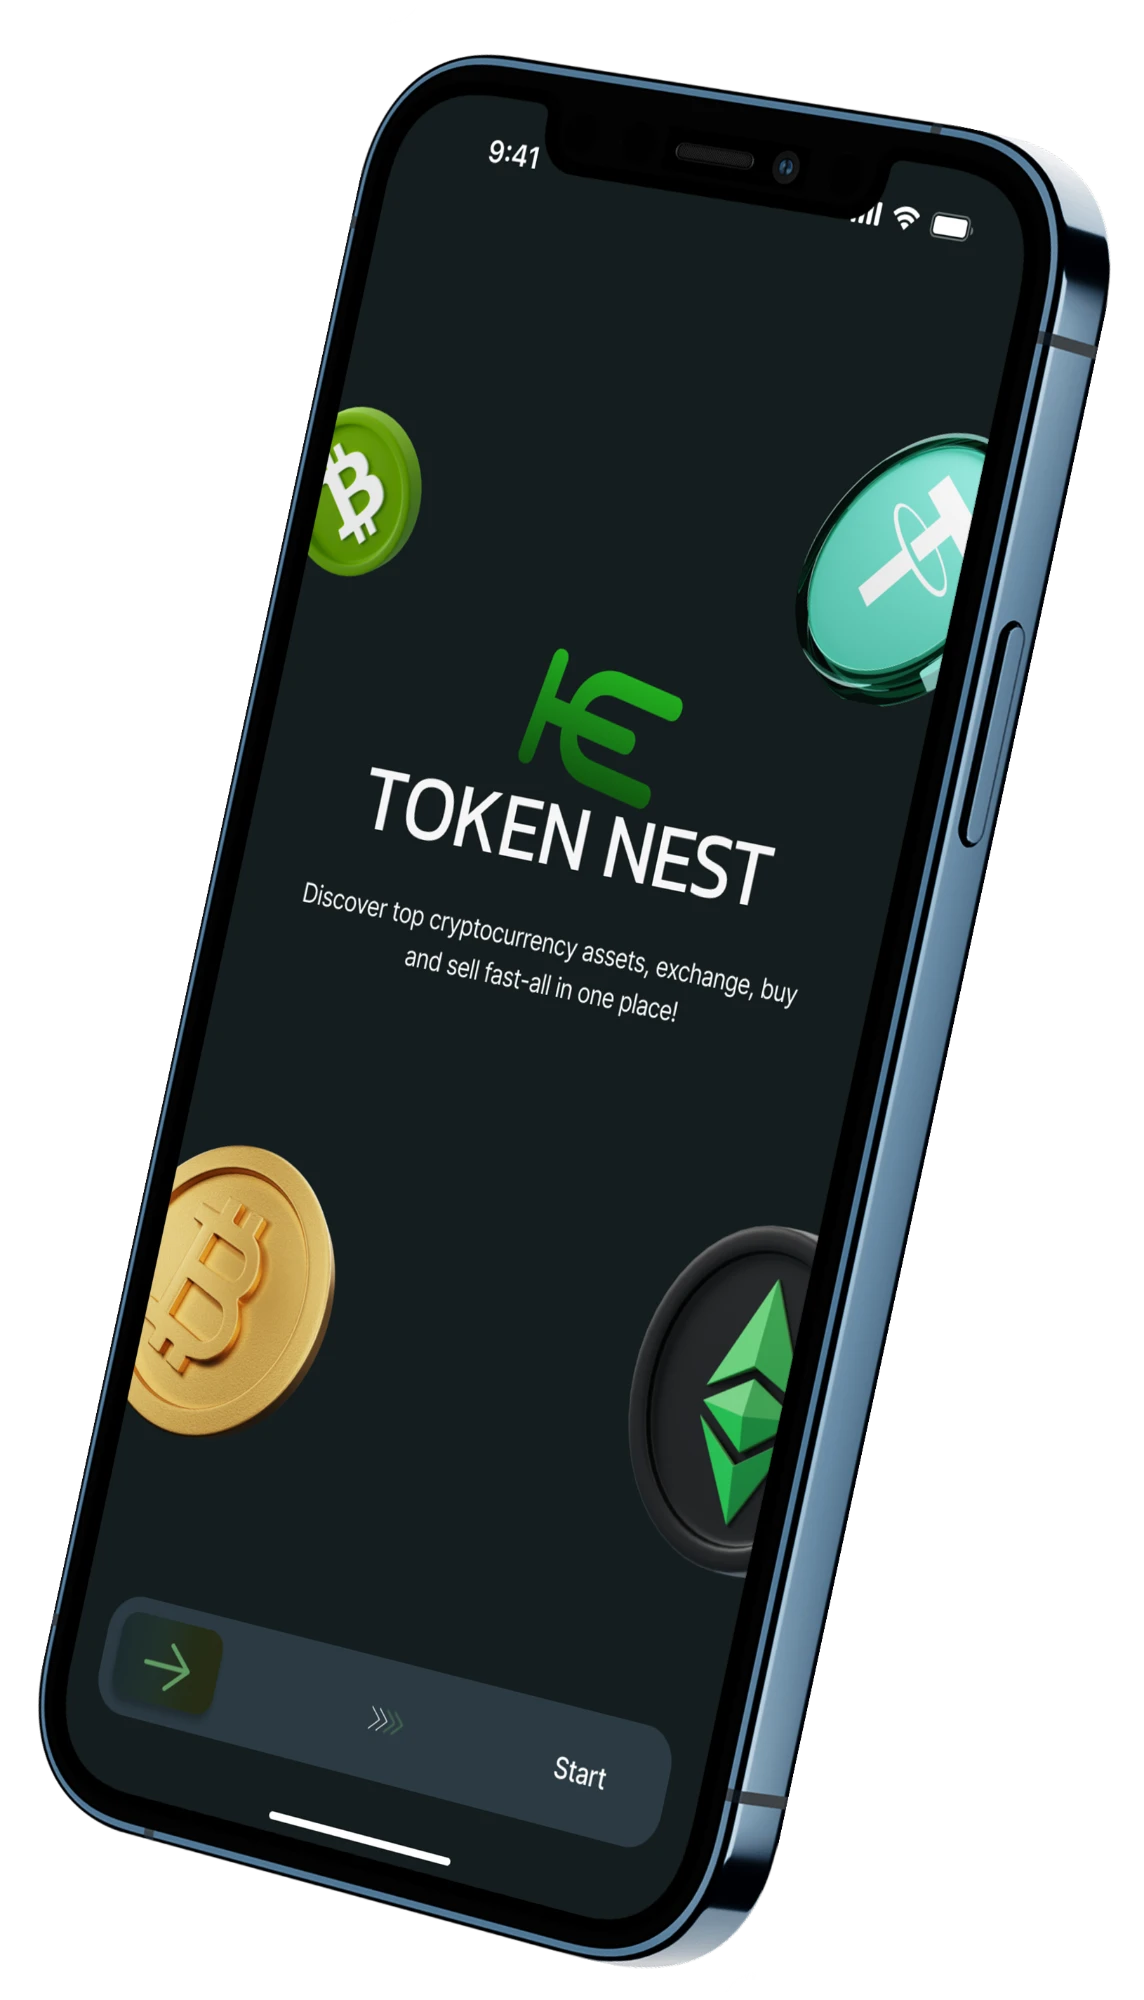 9:41
TOKEN NEST
Discover top cryptocurrency assets, exchange, buy
and sell fast-all in one place!
Start